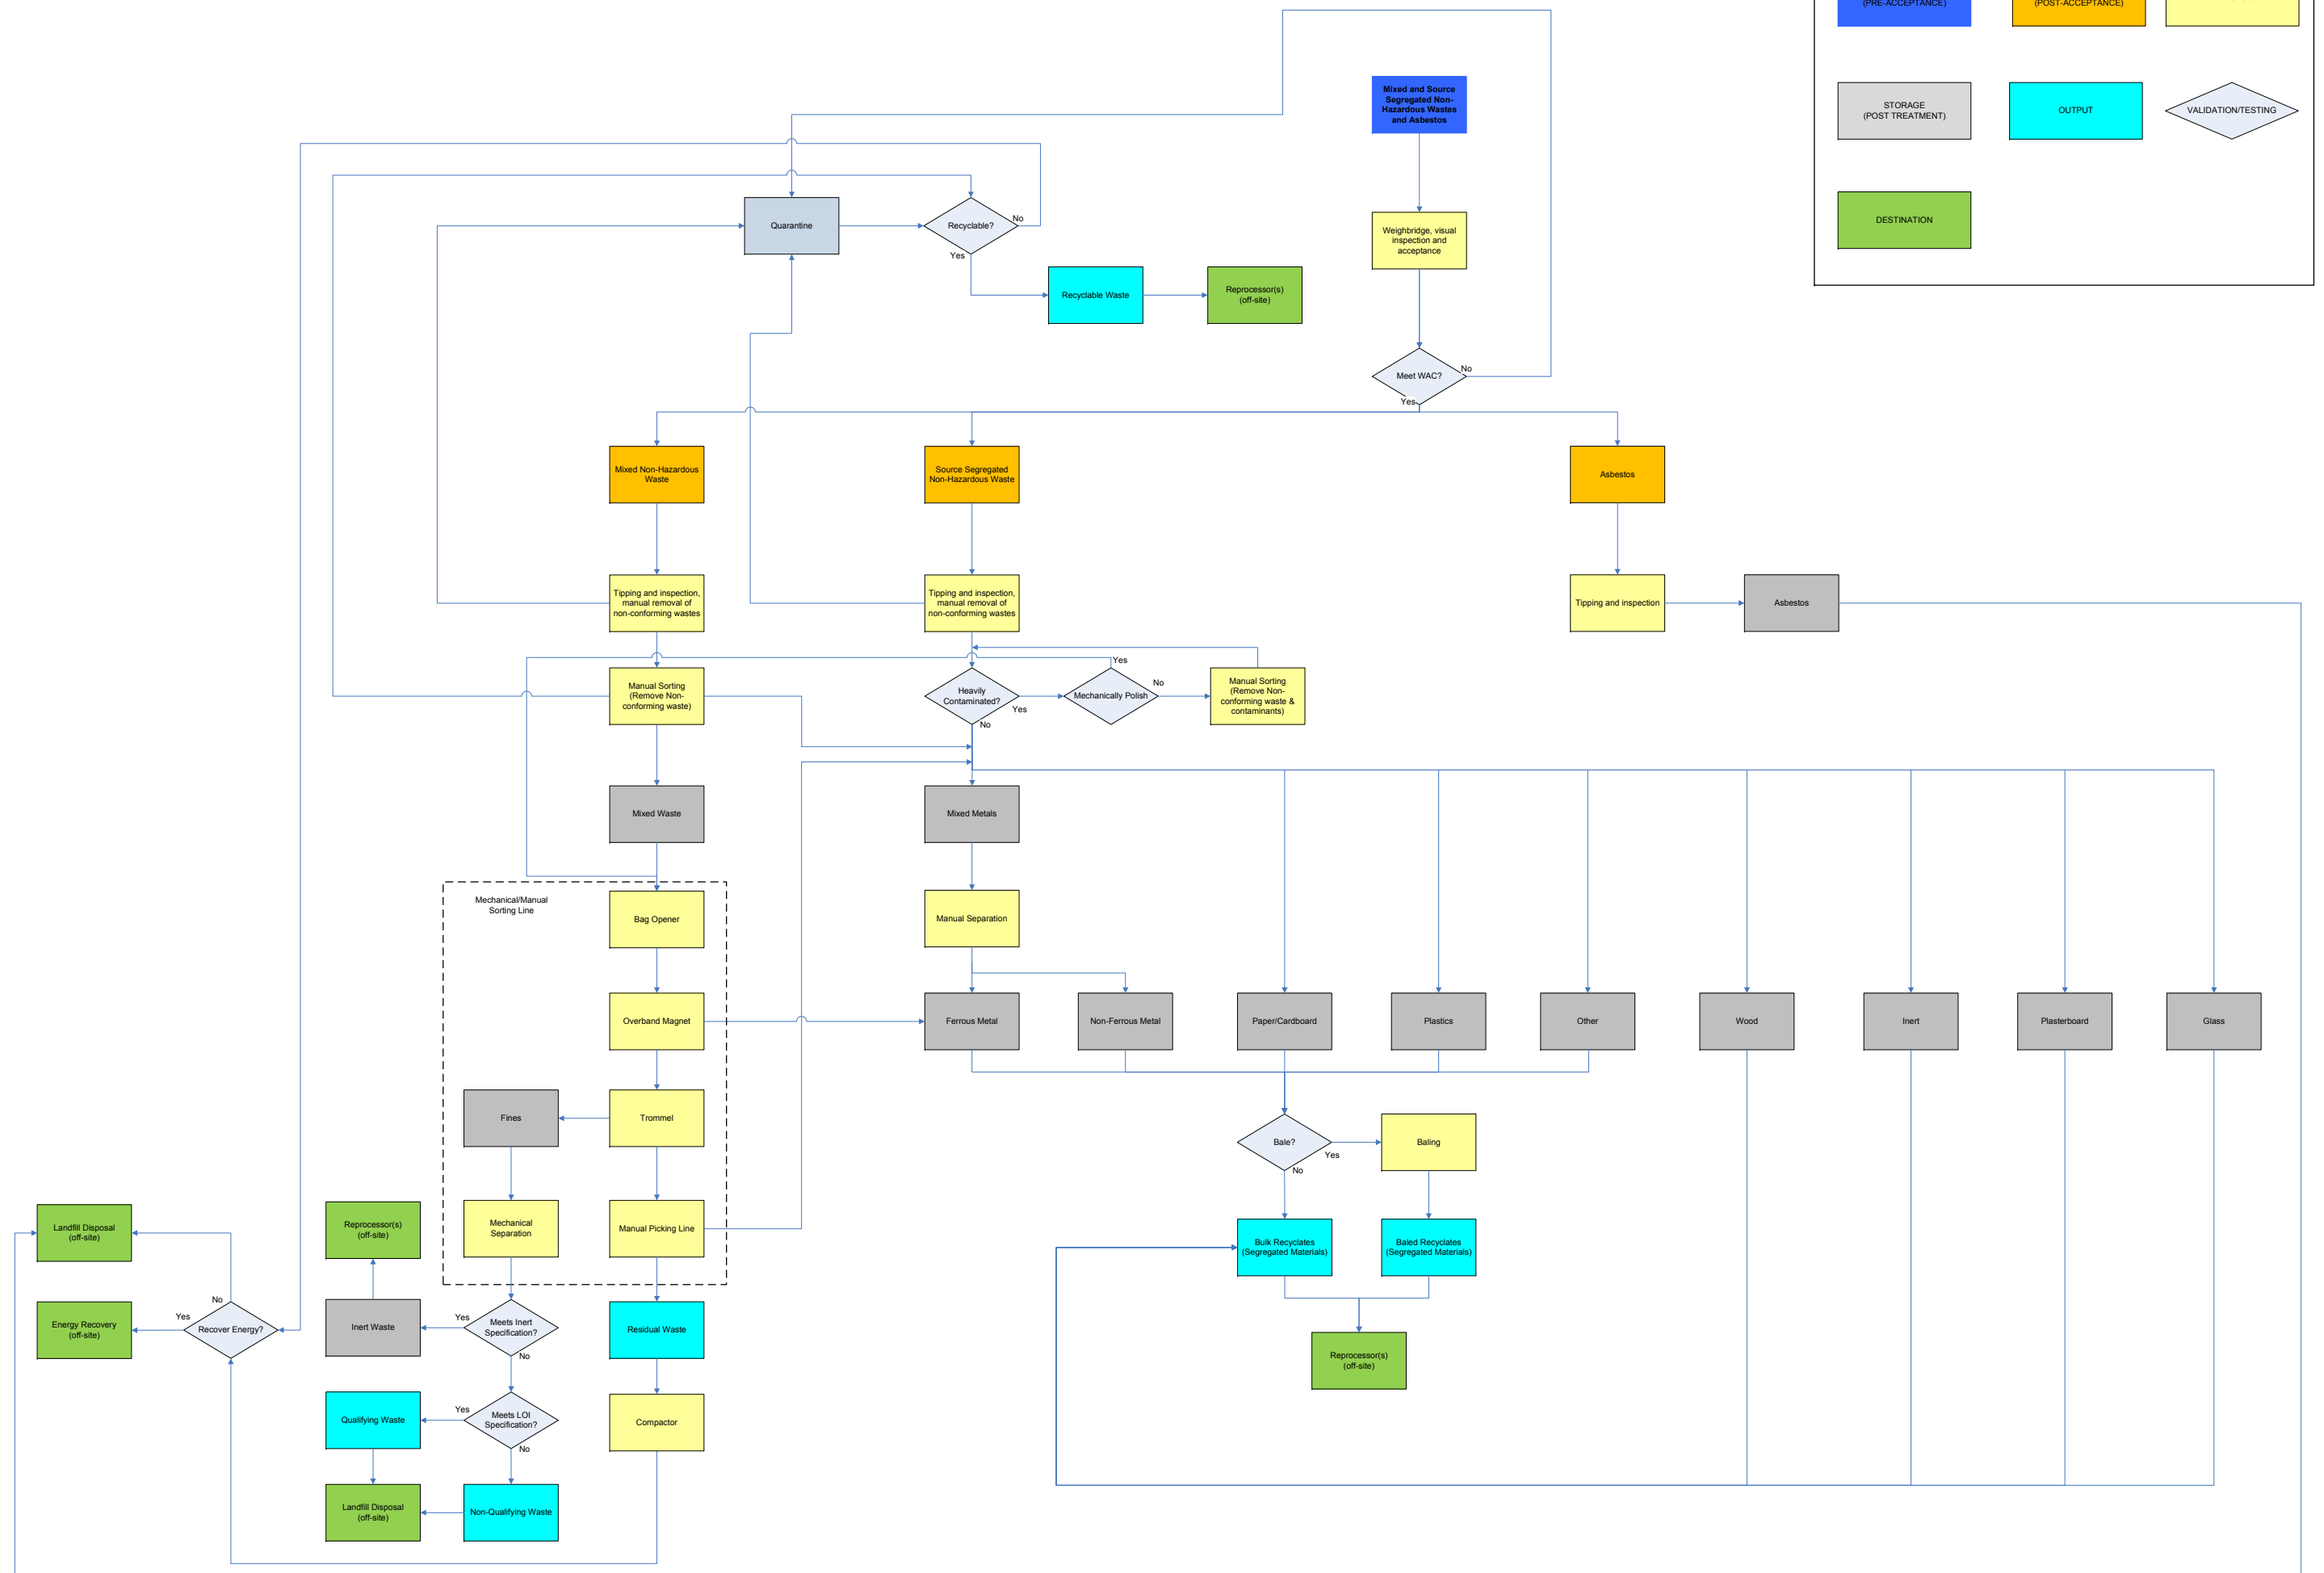 (PRE-ACCEPTANCE)
(POST-ACCEPTANCE)
STORAGE
(POST TREATMENT)
OUTPUT
VALIDATION/TESTING
DESTINATION
Mixed and Source
Segregated Non-
Hazardous Wastes
and Asbestos
Quarantine
Recyclable?
No
Yes
Weighbridge, visual
inspection and
acceptance
Recyclable Waste
Reprocessor(s)
(off-site)
Meet WAC?
No
Yes
Mixed Non-Hazardous
Waste
Source Segregated
Non-Hazardous Waste
Asbestos
Tipping and inspection,
manual removal of
non-conforming wastes
Tipping and inspection,
manual removal of
non-conforming wastes
Tipping and inspection
Asbestos
Manual Sorting
(Remove Non-
conforming waste)
Heavily
Contaminated?
Yes
No
Mechanically Polish
Yes
No
Manual Sorting
(Remove Non-
conforming waste &
contaminants)
Mixed Waste
Mixed Metals
Mechanical/Manual
Sorting Line
Bag Opener
Manual Separation
Overband Magnet
Ferrous Metal
Non-Ferrous Metal
Paper/Cardboard
Plastics
Other
Wood
Inert
Plasterboard
Glass
Fines
Trommel
Bale?
Yes
No
Baling
Landfill Disposal
(off-site)
Reprocessor(s)
(off-site)
Mechanical
Separation
Manual Picking Line
Bulk Recyclates
(Segregated Materials)
Baled Recyclates
(Segregated Materials)
Energy Recovery
(off-site)
Yes
No
Recover Energy?
Inert Waste
Yes
Meets Inert
Specification?
No
Residual Waste
Reprocessor(s)
(off-site)
Qualifying Waste
Yes
Meets LOI
Specification?
No
Compactor
Landfill Disposal
(off-site)
Non-Qualifying Waste